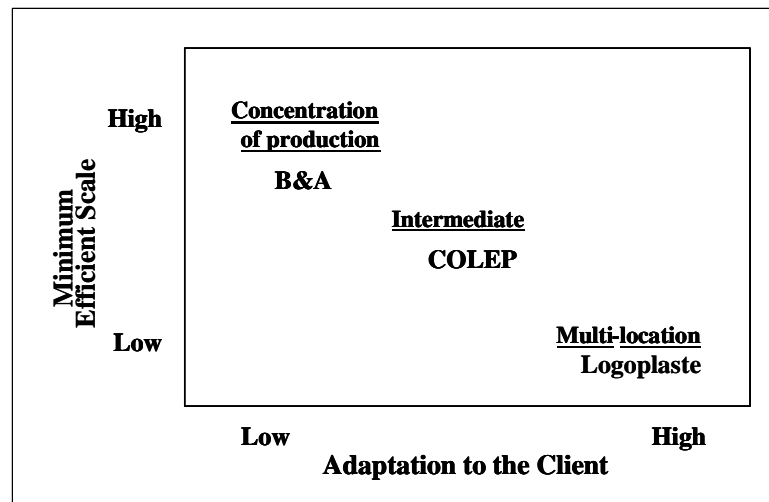 High
Concentration
of production
B&A
Intermediate
COLEP
Minimum
Efficient Scale
Low
Multi-location
Logoplaste
Low
High
Adaptation to the Client